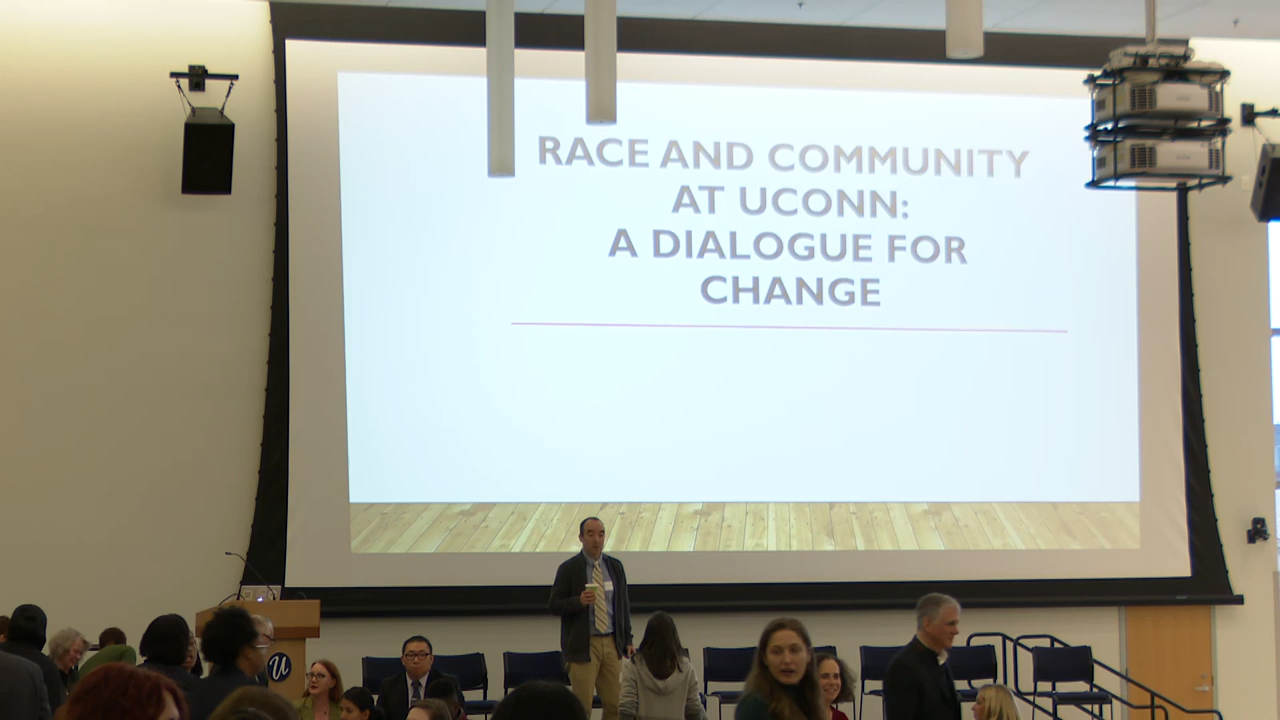 RACE AND COMMUNITY
AT UCONN:
A DIALOGUE FOR
CHANGE
U